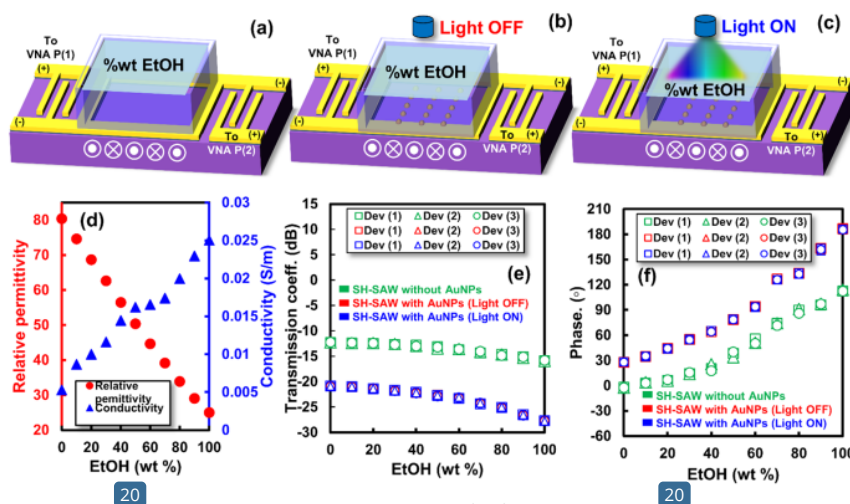 (a)
To
VNA P(1)
(+)
(-)
%wt EtOH
(-)
To
(+)
VNA P(2)
(b)
Light OFF
To
VNA P(1)
(+)
(-)
%wt EtOH
(-)
To
(+)
VNA P(2)
(c)
Light ON
To
VNA P(1)
(+)
(-)
%wt EtOH
(-)
To
(+)
VNA P(2)
(d)
Relative permittivity
80
70
60
50
40
30
20
Conductivity (S/m)
0.03
0.025
0.02
0.015
0.01
0.005
0
Relative
pemittivity
Conductivity
0 20 40 60 80 100
EtOH (wt %)
20
(e)
Transmission coeff. (dB)
15
10
5
0
-5
-10
-15
-20
-25
-30
Dev (1) Dev (2) Dev (3)
Dev (1) Dev (2) Dev (3)
Dev (1) Dev (2) Dev (3)
SH-SAW without AuNPs
SH-SAW with AuNPs (Light OFF)
SH-SAW with AuNPs (Light ON)
0 20 40 60 80 100
EtOH (wt %)
(f)
Phase. (◦)
210
180
150
120
90
60
30
0
-30
-60
Dev (1) Dev (2) Dev (3)
Dev (1) Dev (2) Dev (3)
Dev (1) Dev (2) Dev (3)
SH-SAW without AuNPs
SH-SAW with AuNPs (Light OFF)
SH-SAW with AuNPs (Light ON)
0 20 40 60 80 100
EtOH (wt %)
20